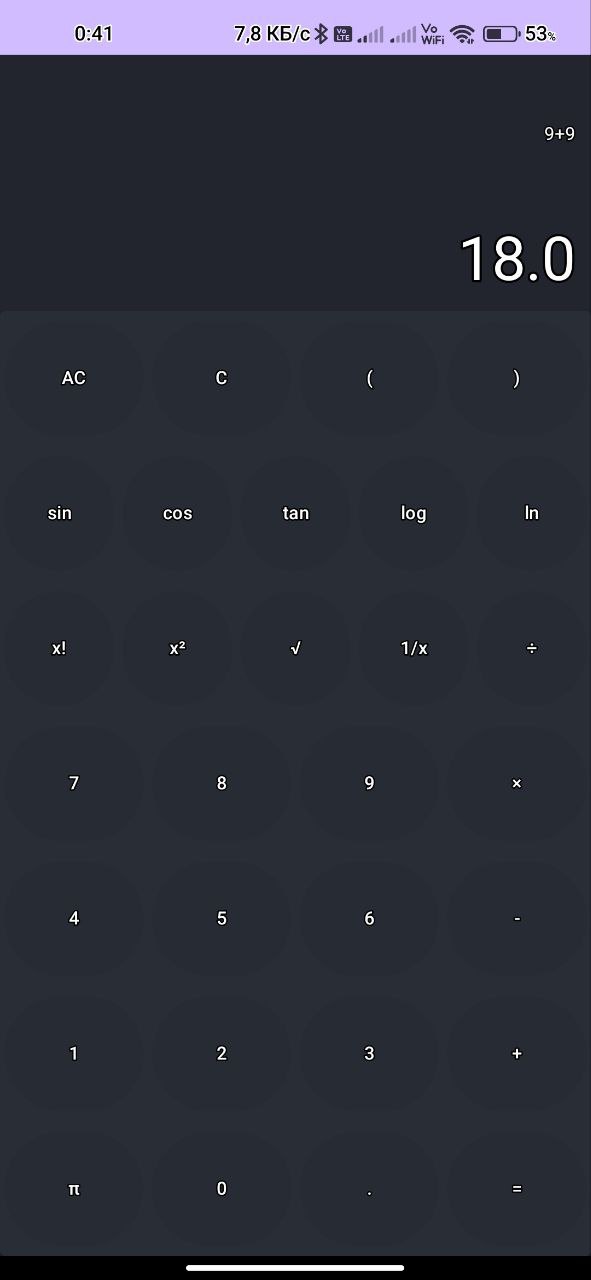 0:41 7,8 КБ/с Vo LTE Vo WiFi 53%
9+9
18.0
AC C ( )
sin cos tan log ln
x! x² √ 1/x ÷
7 8 9 ×
4 5 6 -
1 2 3 +
π 0 . =